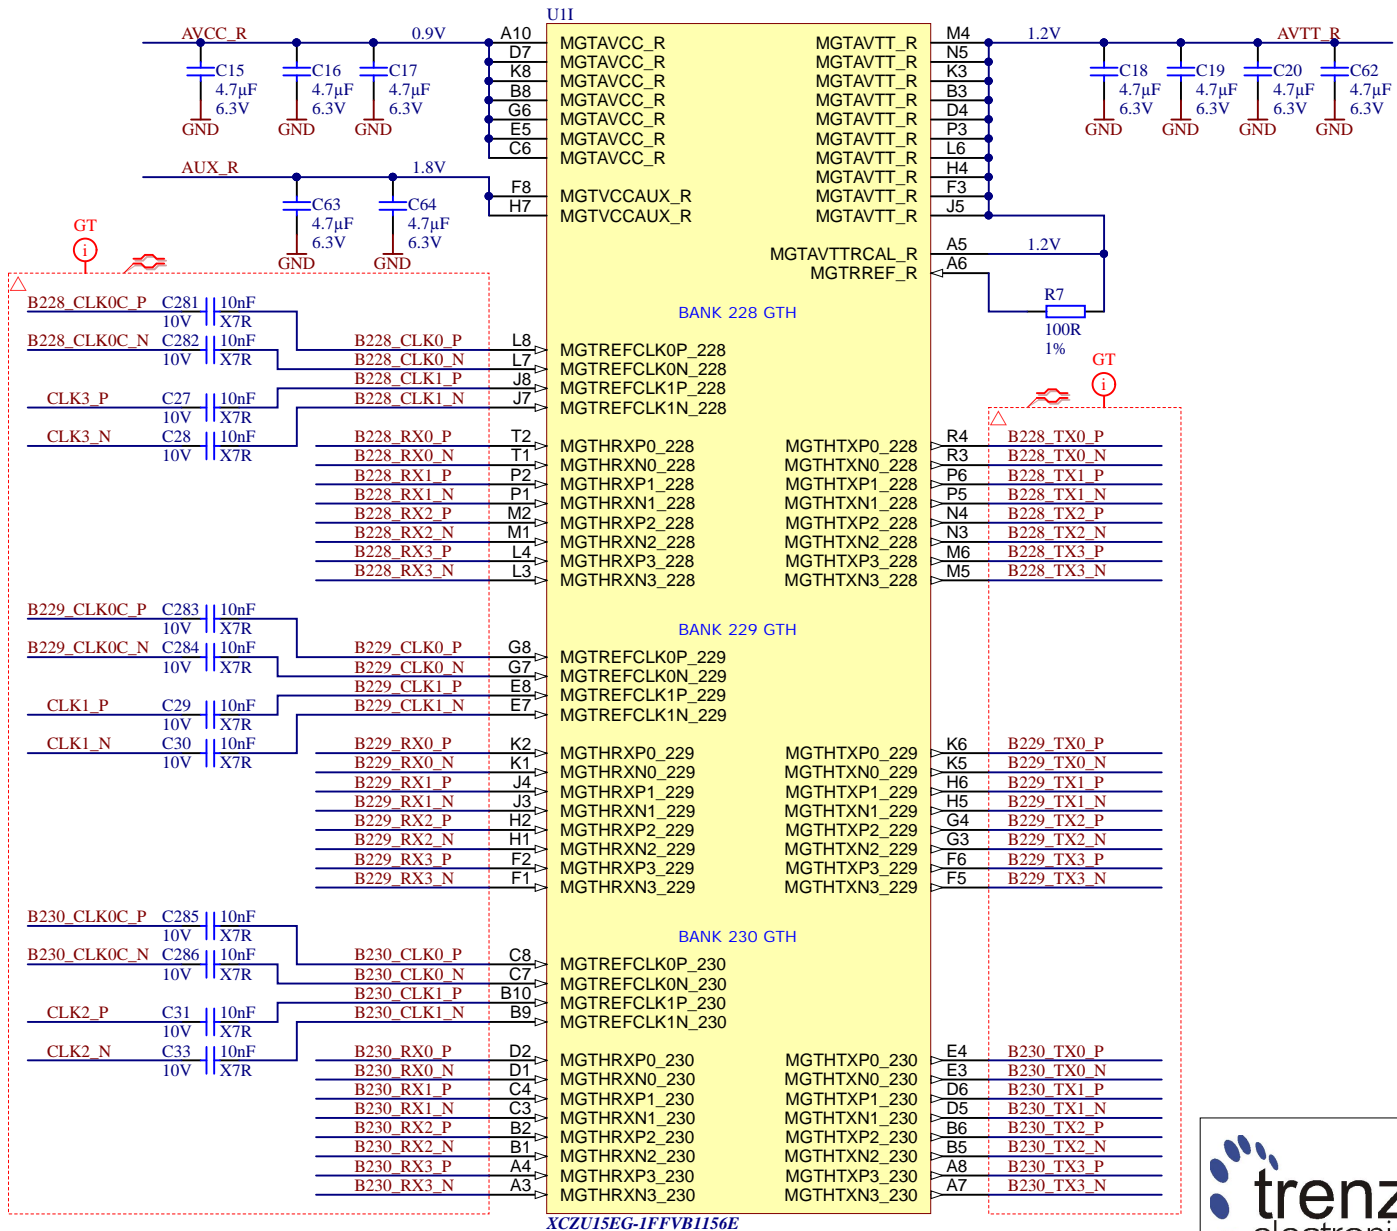 U1I
AVCC_R 0.9V A10 MGTAVCC_R MGTAVTT_R M4 1.2V AVTT_R
D7 MGTAVCC_R MGTAVTT_R N5
K8 MGTAVCC_R MGTAVTT_R K3
B8 MGTAVCC_R MGTAVTT_R B3
G6 MGTAVCC_R MGTAVTT_R D4
E5 MGTAVCC_R MGTAVTT_R P3
C6 MGTAVCC_R MGTAVTT_R L6
MGTAVTT_R H4
F8 MGTVCCAUX_R MGTAVTT_R F3
H7 MGTVCCAUX_R MGTAVTT_R J5
C15 4.7µF 6.3V GND
C16 4.7µF 6.3V GND
C17 4.7µF 6.3V GND
C18 4.7µF 6.3V GND
C19 4.7µF 6.3V GND
C20 4.7µF 6.3V GND
C62 4.7µF 6.3V GND
AUX_R 1.8V
C63 4.7µF 6.3V GND
C64 4.7µF 6.3V GND
MGTAVTTRCAL_R A5 1.2V
MGTRREF_R A6
R7
100R
1%
GT
i
GT
i
BANK 228 GTH
B228_CLK0C_P C281 10nF 10V X7R
B228_CLK0C_N C282 10nF 10V X7R
CLK3_P C27 10nF 10V X7R
CLK3_N C28 10nF 10V X7R
B228_CLK0_P L8 MGTREFCLK0P_228
B228_CLK0_N L7 MGTREFCLK0N_228
B228_CLK1_P J8 MGTREFCLK1P_228
B228_CLK1_N J7 MGTREFCLK1N_228
B228_RX0_P T2 MGTHRXP0_228 MGTHTXP0_228 R4 B228_TX0_P
B228_RX0_N T1 MGTHRXN0_228 MGTHTXN0_228 R3 B228_TX0_N
B228_RX1_P P2 MGTHRXP1_228 MGTHTXP1_228 P6 B228_TX1_P
B228_RX1_N P1 MGTHRXN1_228 MGTHTXN1_228 P5 B228_TX1_N
B228_RX2_P M2 MGTHRXP2_228 MGTHTXP2_228 N4 B228_TX2_P
B228_RX2_N M1 MGTHRXN2_228 MGTHTXN2_228 N3 B228_TX2_N
B228_RX3_P L4 MGTHRXP3_228 MGTHTXP3_228 M6 B228_TX3_P
B228_RX3_N L3 MGTHRXN3_228 MGTHTXN3_228 M5 B228_TX3_N
BANK 229 GTH
B229_CLK0C_P C283 10nF 10V X7R
B229_CLK0C_N C284 10nF 10V X7R
CLK1_P C29 10nF 10V X7R
CLK1_N C30 10nF 10V X7R
B229_CLK0_P G8 MGTREFCLK0P_229
B229_CLK0_N G7 MGTREFCLK0N_229
B229_CLK1_P E8 MGTREFCLK1P_229
B229_CLK1_N E7 MGTREFCLK1N_229
B229_RX0_P K2 MGTHRXP0_229 MGTHTXP0_229 K6 B229_TX0_P
B229_RX0_N K1 MGTHRXN0_229 MGTHTXN0_229 K5 B229_TX0_N
B229_RX1_P J4 MGTHRXP1_229 MGTHTXP1_229 H6 B229_TX1_P
B229_RX1_N J3 MGTHRXN1_229 MGTHTXN1_229 H5 B229_TX1_N
B229_RX2_P H2 MGTHRXP2_229 MGTHTXP2_229 G4 B229_TX2_P
B229_RX2_N H1 MGTHRXN2_229 MGTHTXN2_229 G3 B229_TX2_N
B229_RX3_P F2 MGTHRXP3_229 MGTHTXP3_229 F6 B229_TX3_P
B229_RX3_N F1 MGTHRXN3_229 MGTHTXN3_229 F5 B229_TX3_N
BANK 230 GTH
B230_CLK0C_P C285 10nF 10V X7R
B230_CLK0C_N C286 10nF 10V X7R
CLK2_P C31 10nF 10V X7R
CLK2_N C33 10nF 10V X7R
B230_CLK0_P C8 MGTREFCLK0P_230
B230_CLK0_N C7 MGTREFCLK0N_230
B230_CLK1_P B10 MGTREFCLK1P_230
B230_CLK1_N B9 MGTREFCLK1N_230
B230_RX0_P D2 MGTHRXP0_230 MGTHTXP0_230 E4 B230_TX0_P
B230_RX0_N D1 MGTHRXN0_230 MGTHTXN0_230 E3 B230_TX0_N
B230_RX1_P C4 MGTHRXP1_230 MGTHTXP1_230 D6 B230_TX1_P
B230_RX1_N C3 MGTHRXN1_230 MGTHTXN1_230 D5 B230_TX1_N
B230_RX2_P B2 MGTHRXP2_230 MGTHTXP2_230 B6 B230_TX2_P
B230_RX2_N B1 MGTHRXN2_230 MGTHTXN2_230 B5 B230_TX2_N
B230_RX3_P A4 MGTHRXP3_230 MGTHTXP3_230 A8 B230_TX3_P
B230_RX3_N A3 MGTHRXN3_230 MGTHTXN3_230 A7 B230_TX3_N
XCZU15EG-1FFVB1156E
trenz